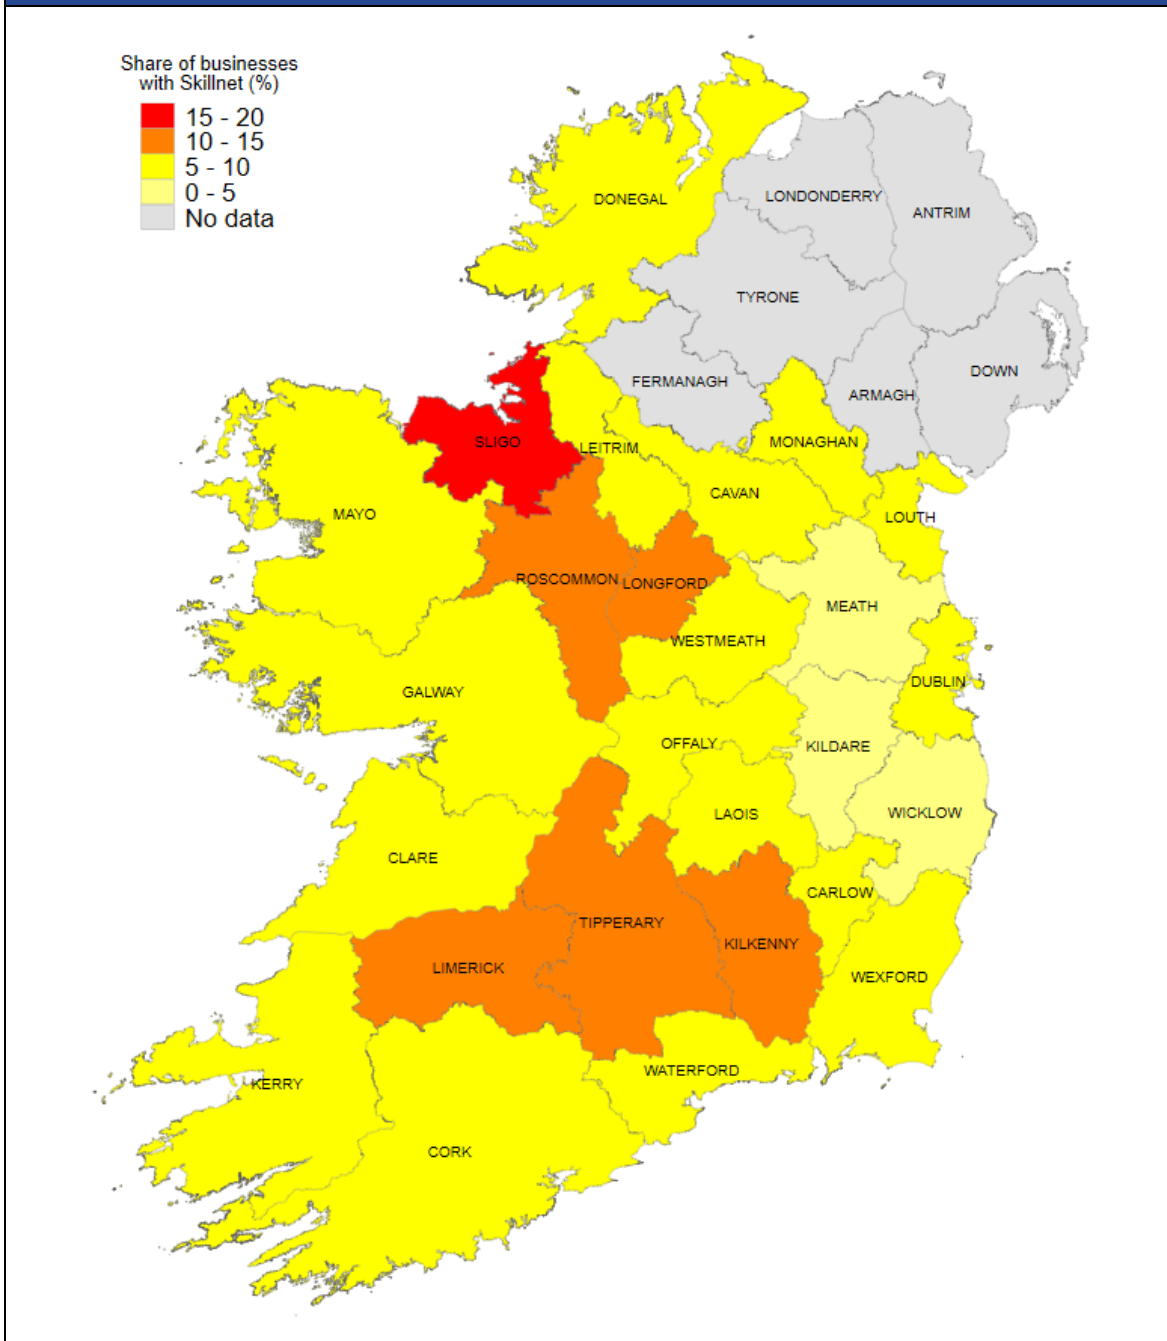 Share of businesses
with Skillnet (%)
15 - 20
10 - 15
5 - 10
0 - 5
No data
DONEGAL
LONDONDERRY
ANTRIM
TYRONE
FERMANAGH
DOWN
ARMAGH
SLIGO
LEITRIM
MONAGHAN
CAVAN
MAYO
LOUTH
ROSCOMMON
LONGFORD
MEATH
WESTMEATH
GALWAY
DUBLIN
OFFALY
KILDARE
LAOIS
WICKLOW
CLARE
CARLOW
TIPPERARY
KILKENNY
LIMERICK
WEXFORD
WATERFORD
KERRY
CORK